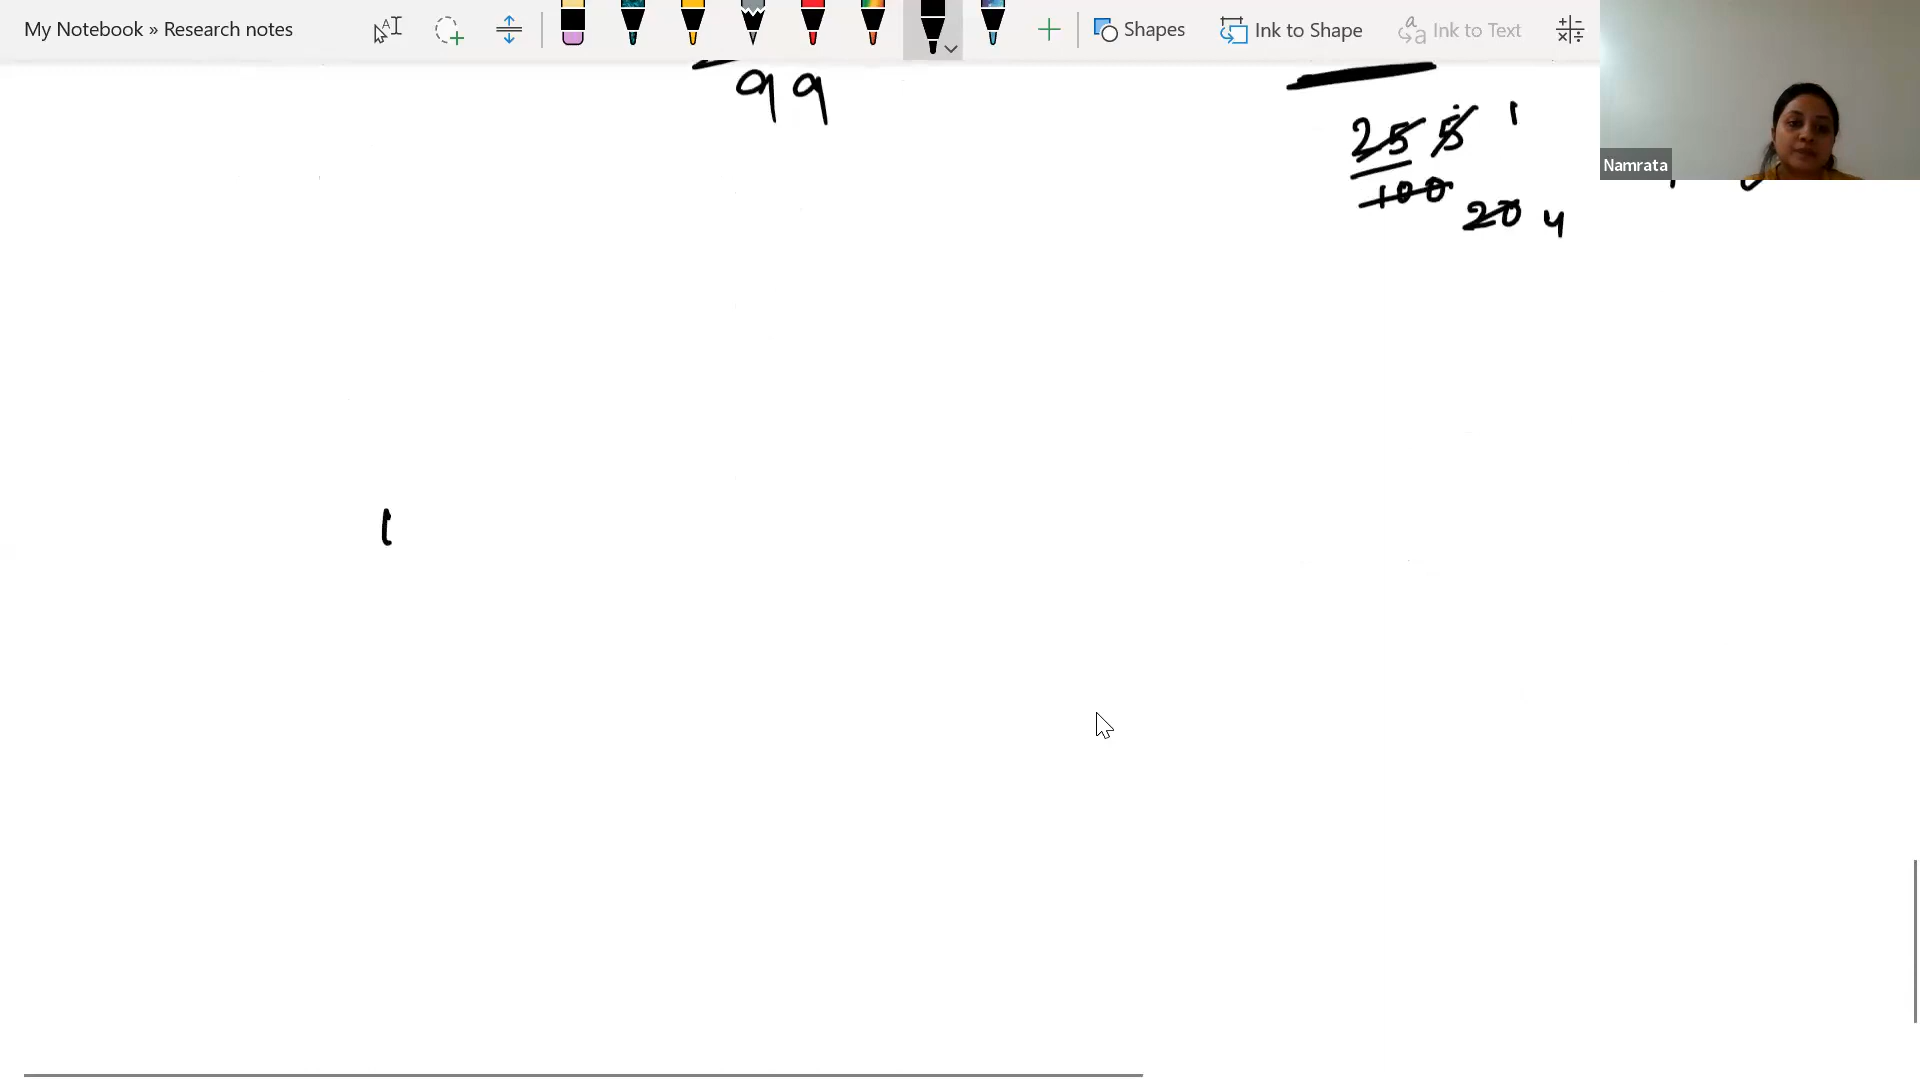 My Notebook » Research notes
Shapes
Ink to Shape
Ink to Text
Namrata
99
25 5 1
100
20 4
1